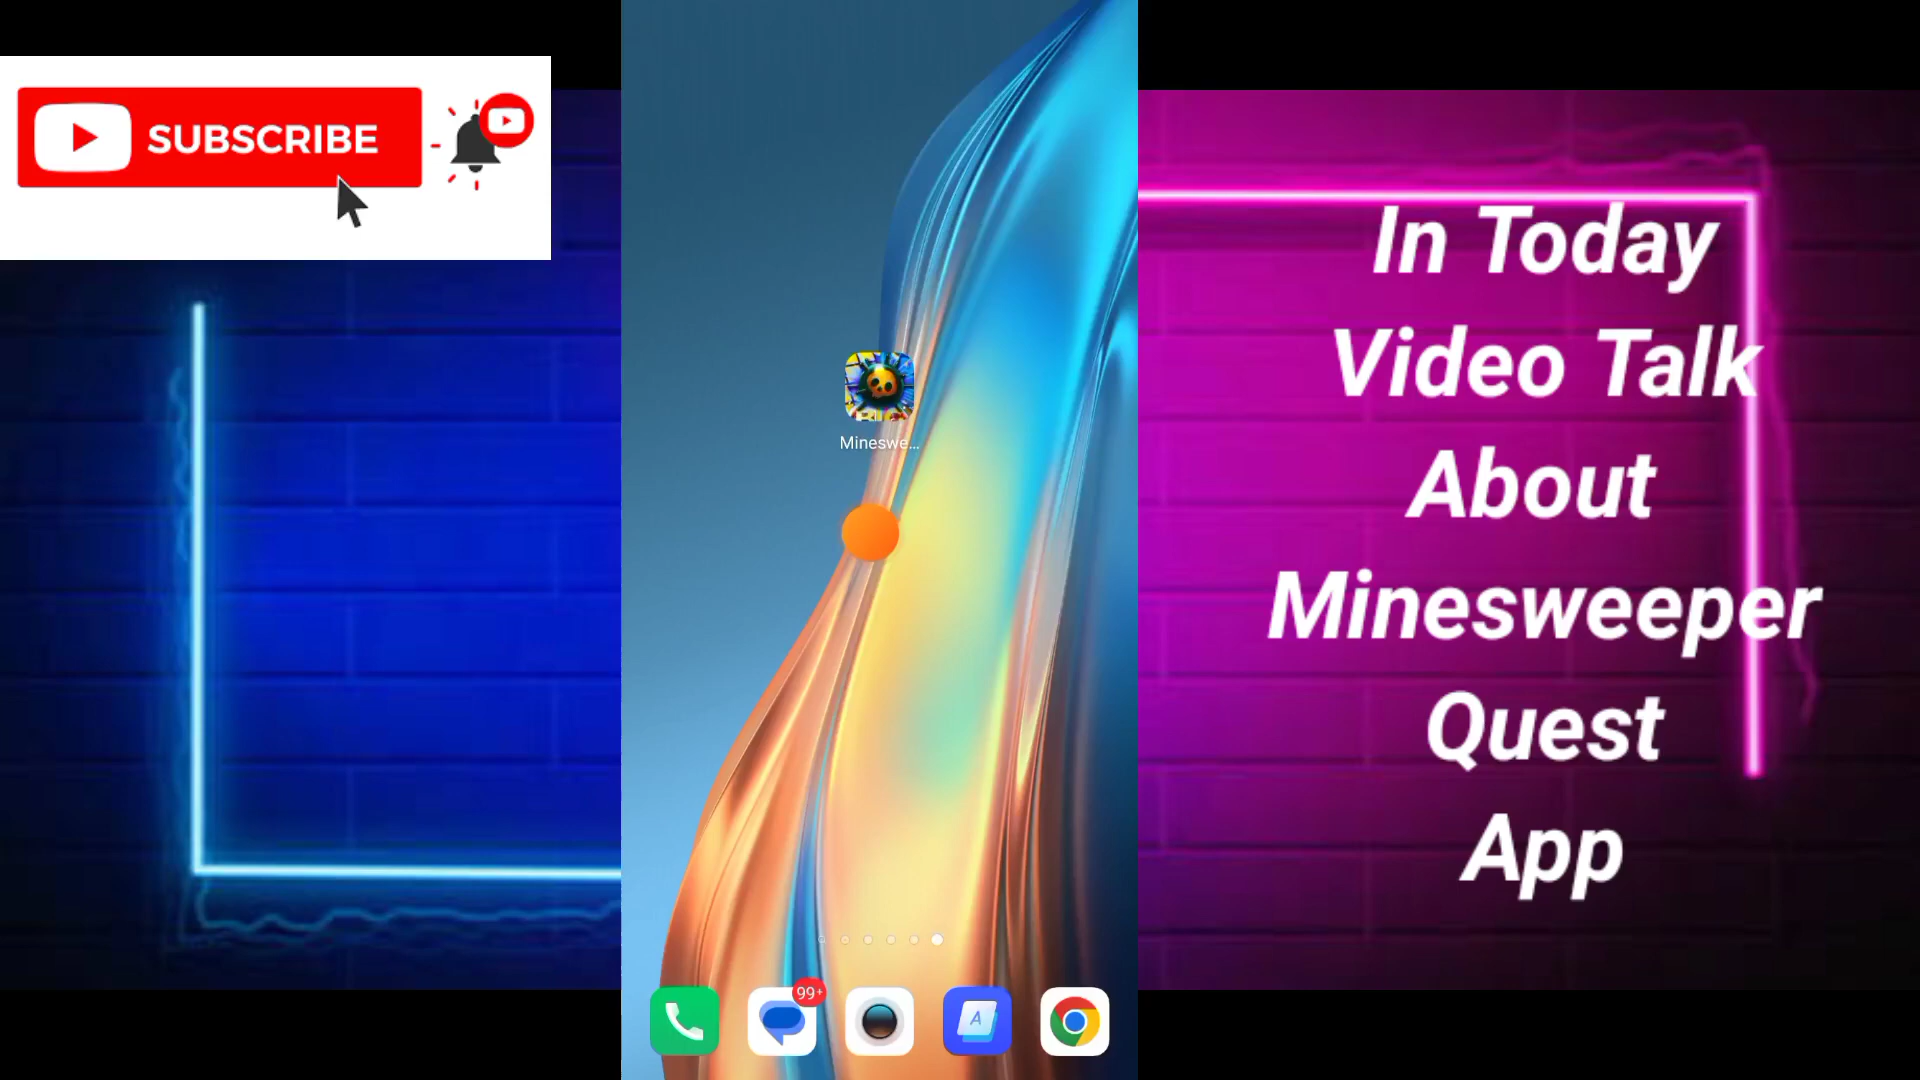 SUBSCRIBE
In Today
Video Talk
About
Minesweeper
Quest
App
Mineswe...
99+
A